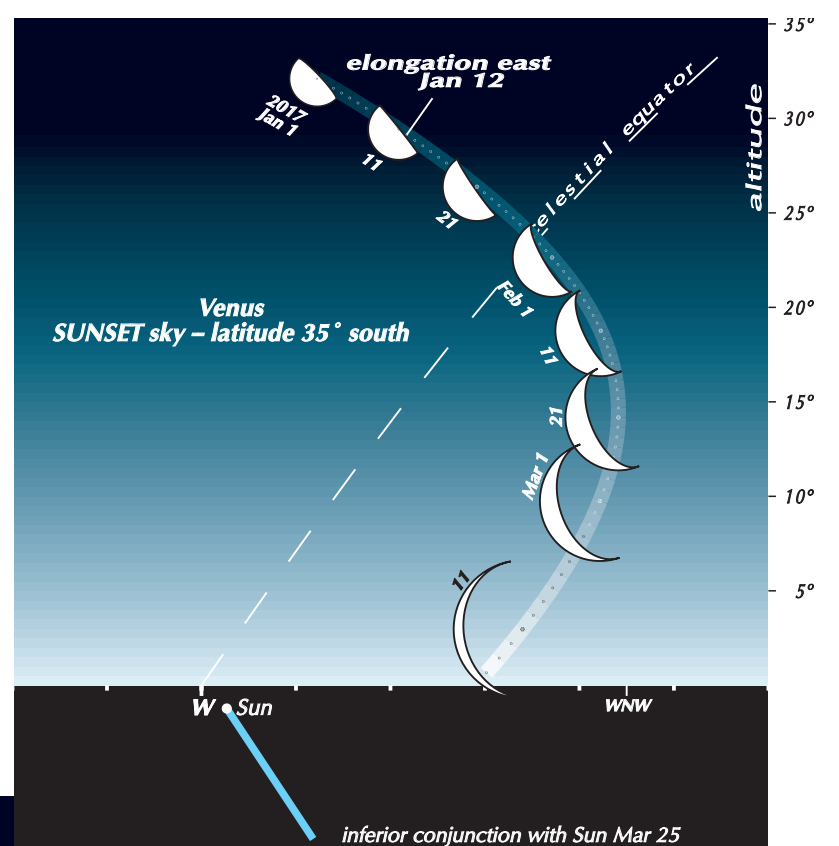 35°
elongation east
Jan 12
celestial equator
altitude
2017
Jan 1
30°
11
21
25°
Feb 1
Venus
SUNSET sky – latitude 35° south
20°
11
15°
21
Mar 1
10°
11
5°
W
Sun
WNW
inferior conjunction with Sun Mar 25